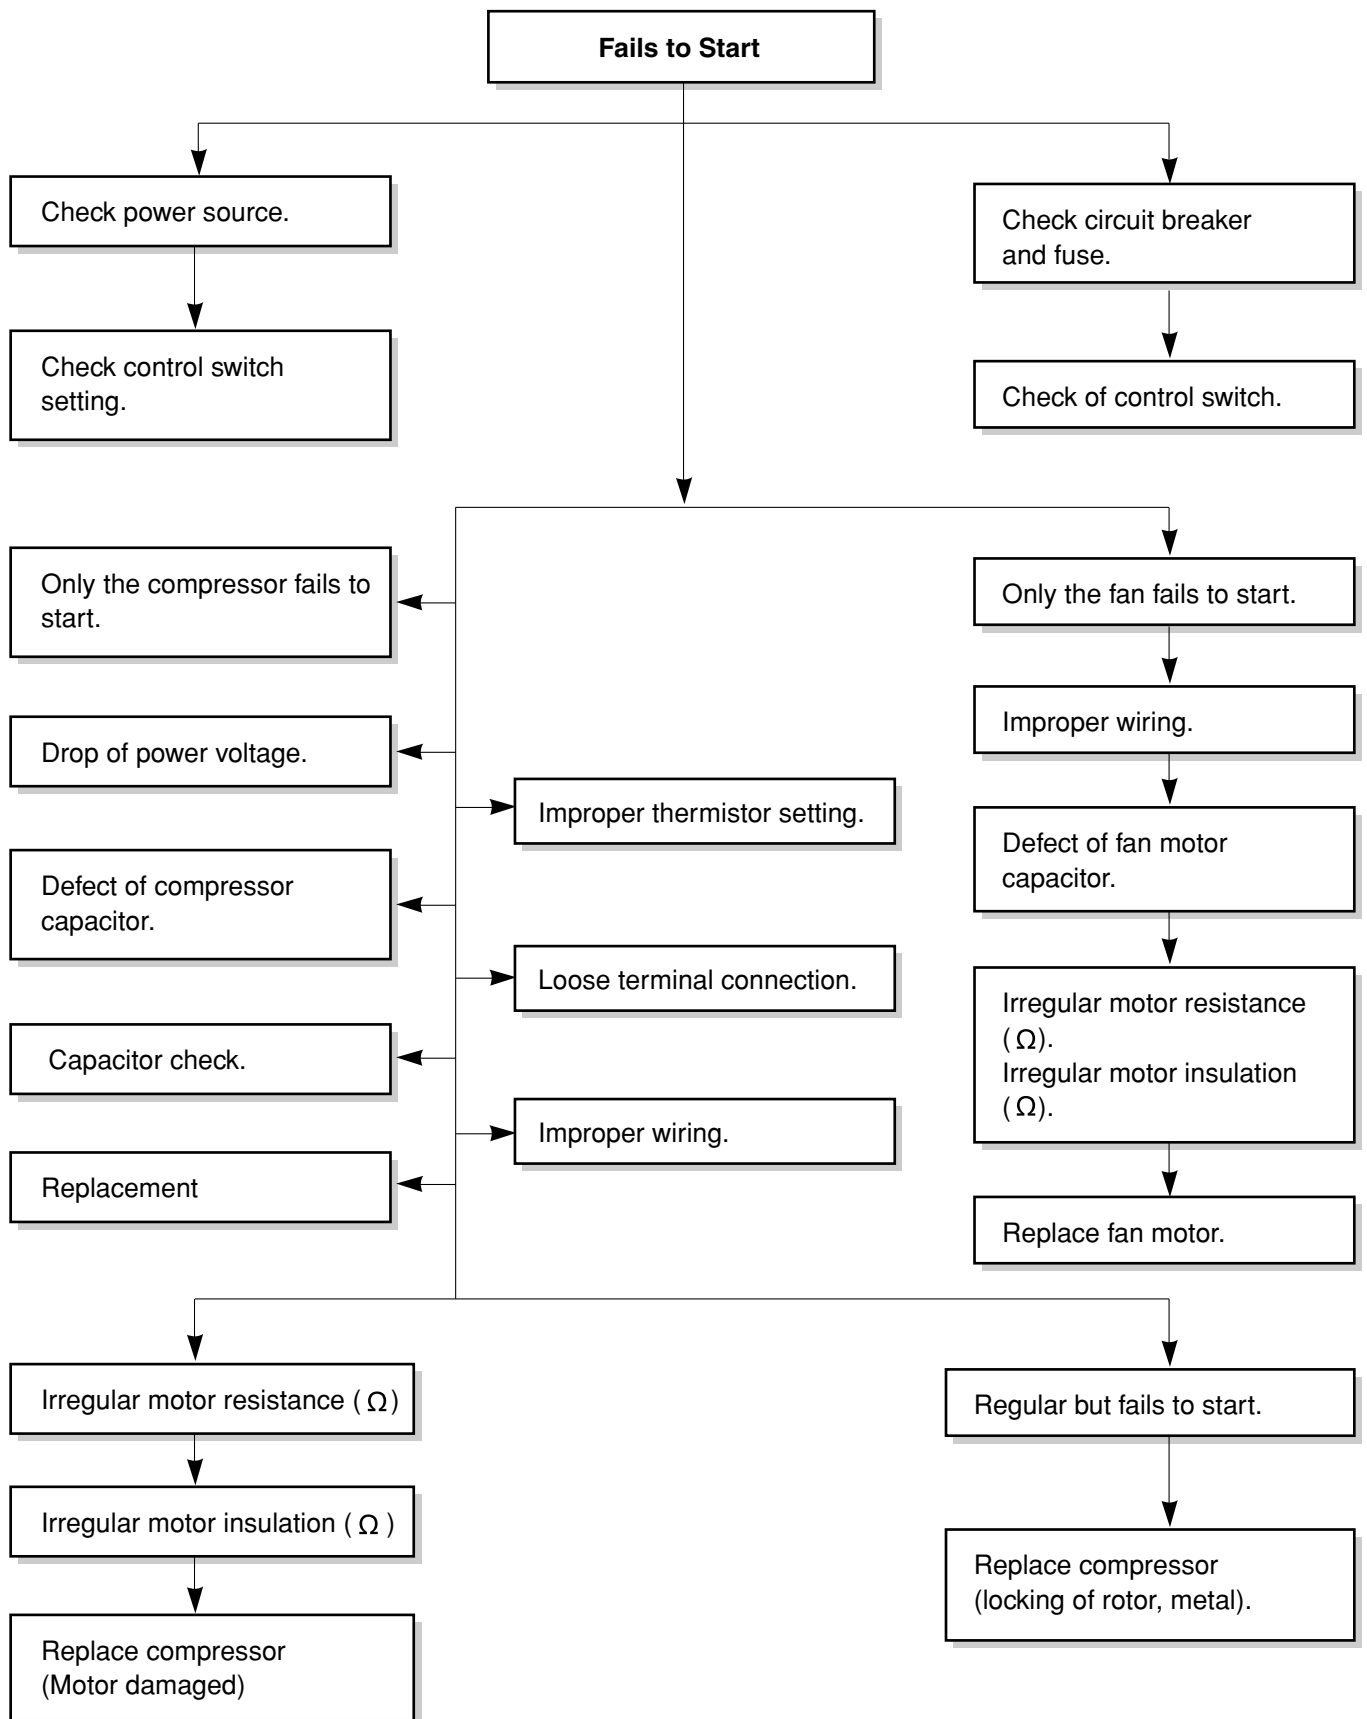 Fails to Start
Check power source.
Check circuit breaker
and fuse.
Check control switch
setting.
Check of control switch.
Only the compressor fails to
start.
Only the fan fails to start.
Drop of power voltage.
Improper wiring.
Improper thermistor setting.
Defect of compressor
capacitor.
Defect of fan motor
capacitor.
Loose terminal connection.
Irregular motor resistance
( Ω).
Irregular motor insulation
( Ω).
Capacitor check.
Improper wiring.
Replacement
Replace fan motor.
Irregular motor resistance ( Ω)
Regular but fails to start.
Irregular motor insulation ( Ω )
Replace compressor
(locking of rotor, metal).
Replace compressor
(Motor damaged)